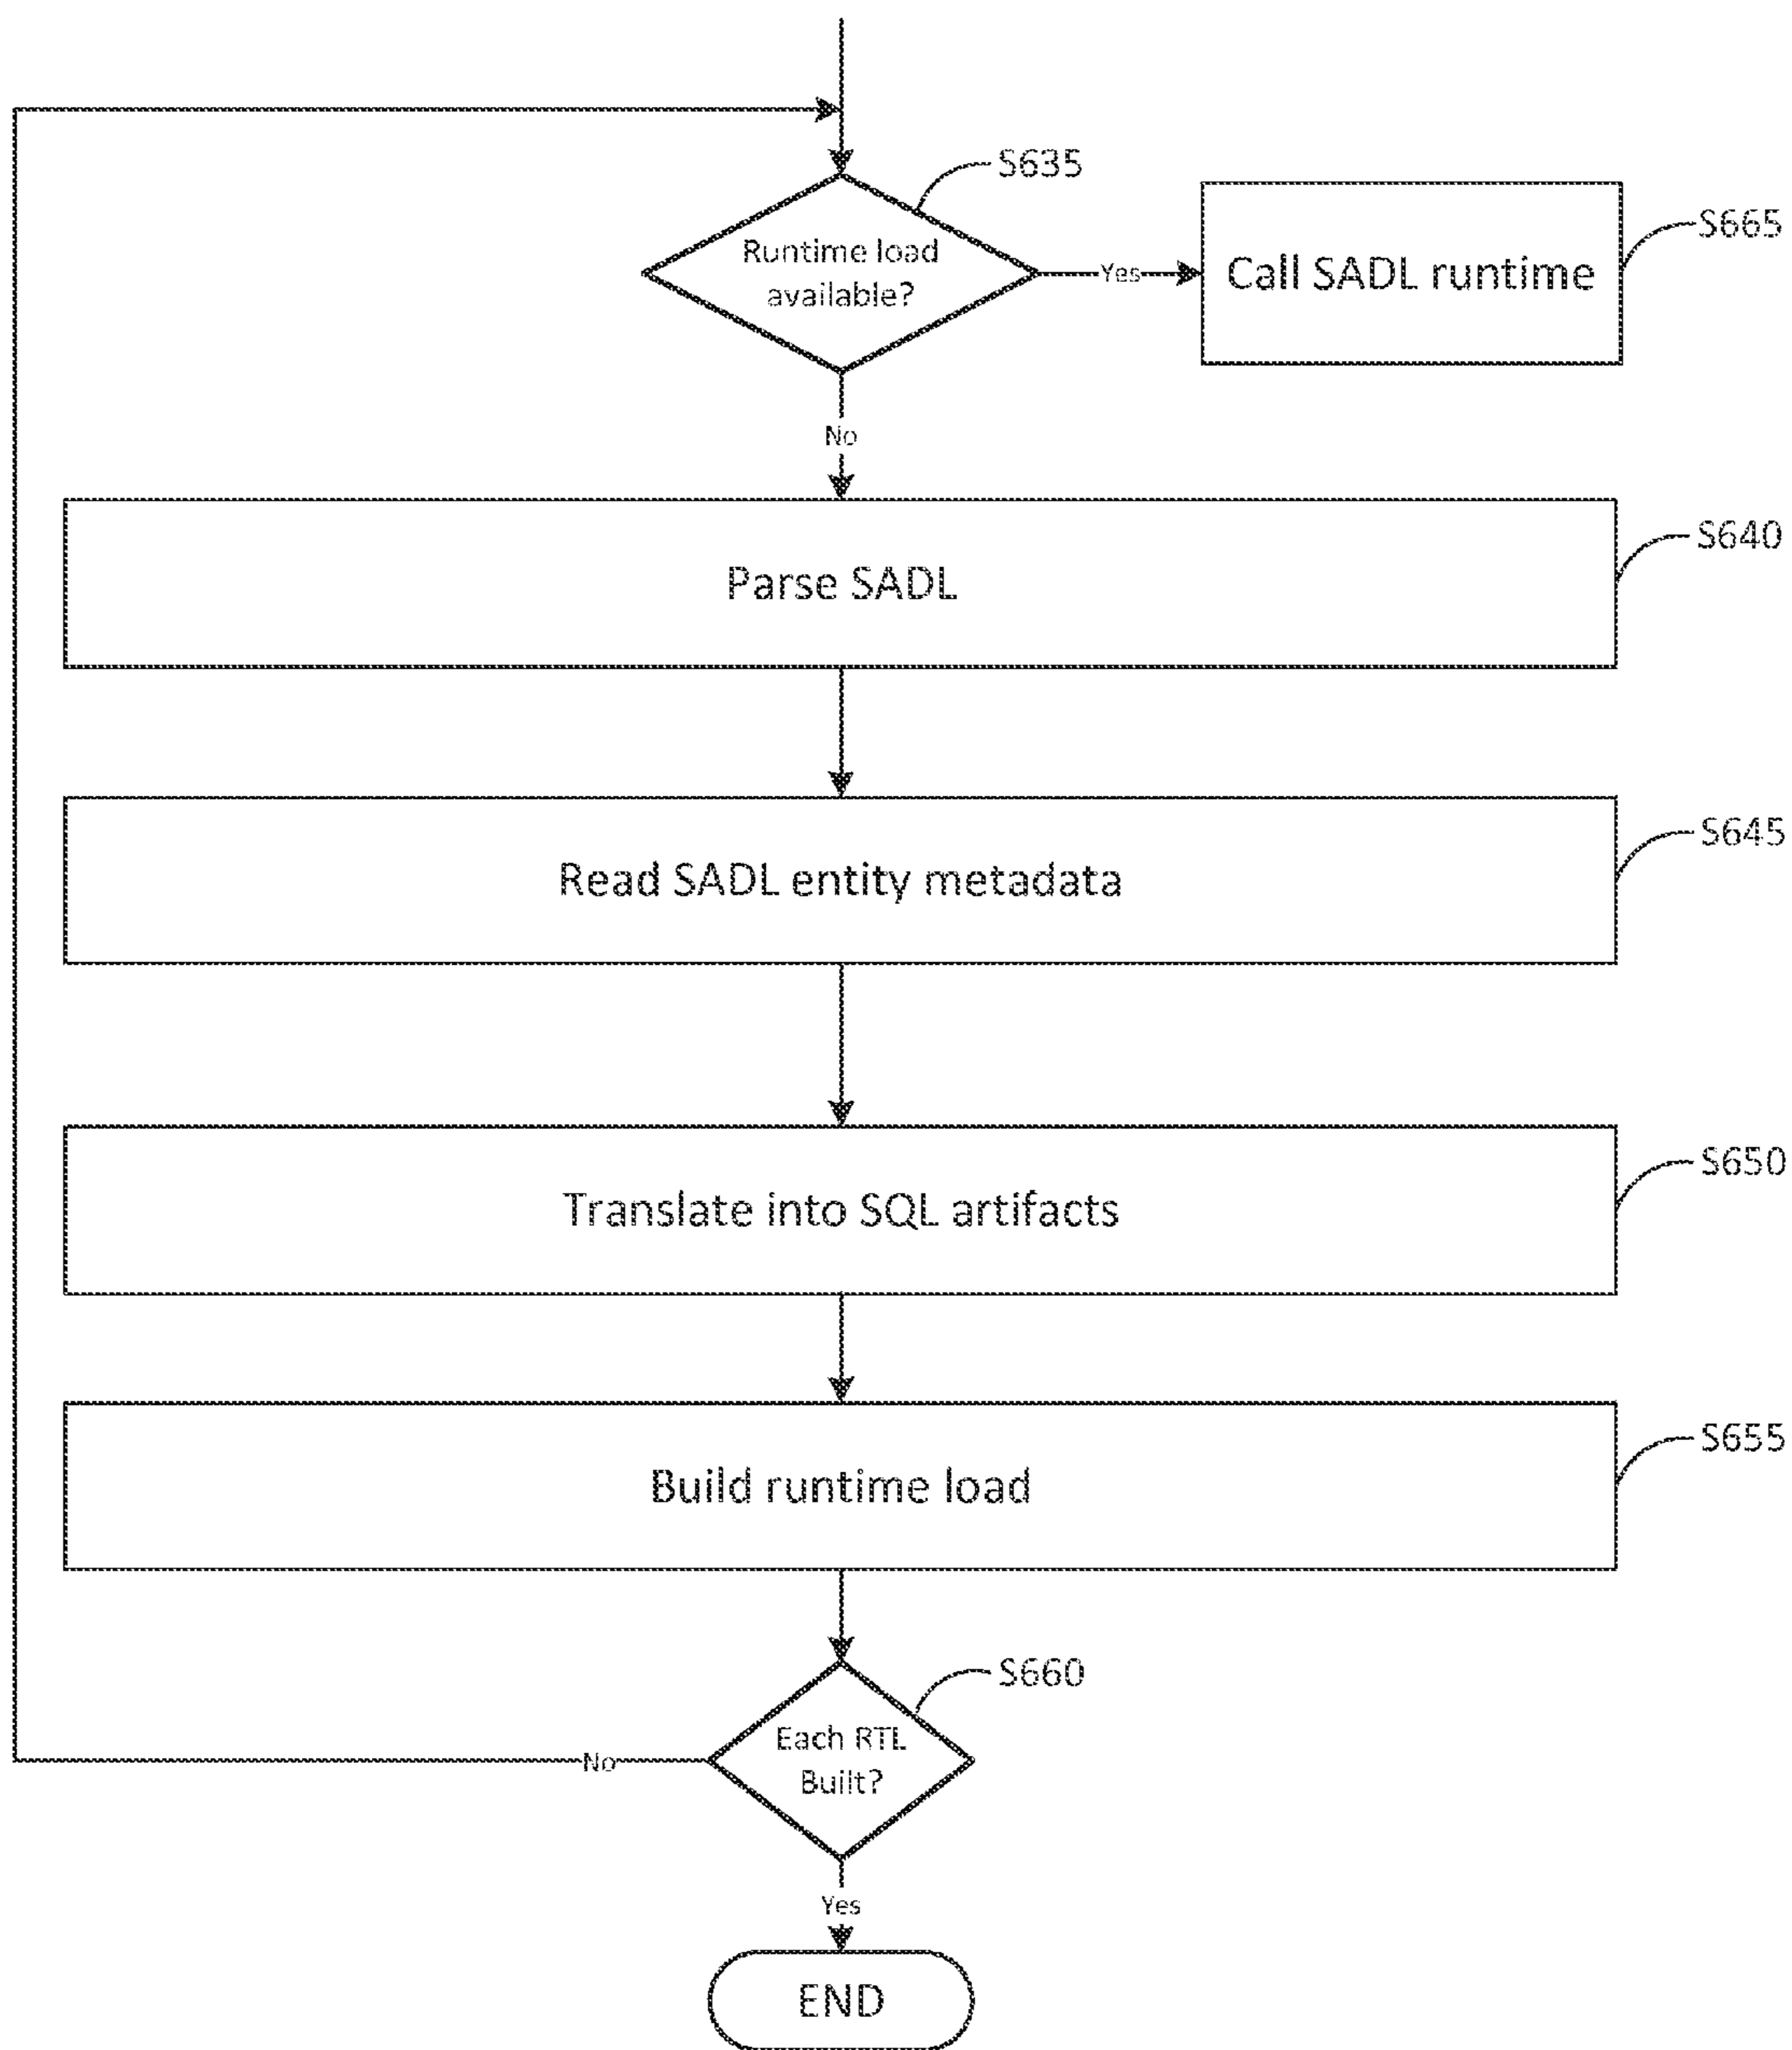 S635
Runtime load
available?
Yes
Call SADL runtime
S665
No
Parse SADL
S640
Read SADL entity metadata
S645
Translate into SQL artifacts
S650
Build runtime load
S655
S660
Each RTL
Built?
No
Yes
END